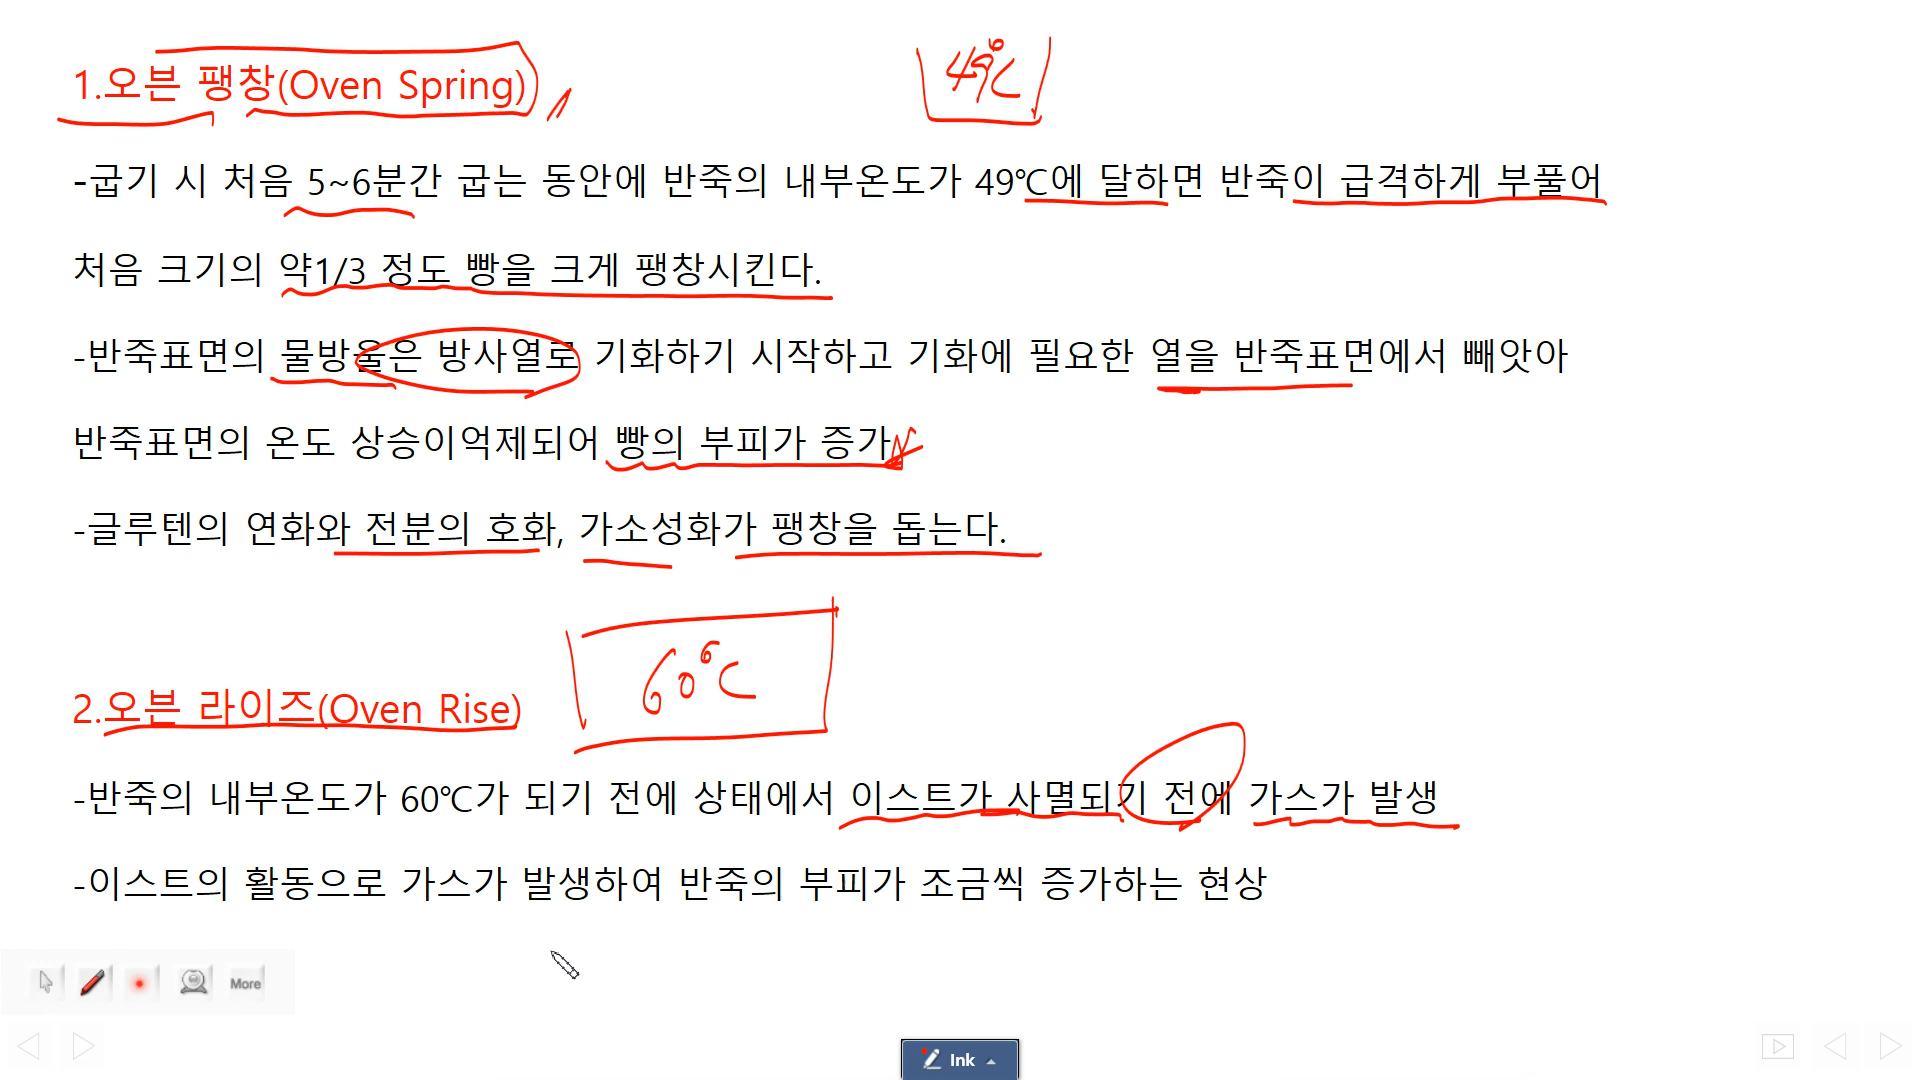 1.오븐 팽창(Oven Spring)
49℃
-굽기 시 처음 5~6분간 굽는 동안에 반죽의 내부온도가 49℃에 달하면 반죽이 급격하게 부풀어
처음 크기의 약1/3 정도 빵을 크게 팽창시킨다.
-반죽표면의 물방울은 방사열로 기화하기 시작하고 기화에 필요한 열을 반죽표면에서 빼앗아
반죽표면의 온도 상승이억제되어 빵의 부피가 증가
-글루텐의 연화와 전분의 호화, 가소성화가 팽창을 돕는다.
60℃
2.오븐 라이즈(Oven Rise)
-반죽의 내부온도가 60℃가 되기 전에 상태에서 이스트가 사멸되기 전에 가스가 발생
-이스트의 활동으로 가스가 발생하여 반죽의 부피가 조금씩 증가하는 현상
More
Ink